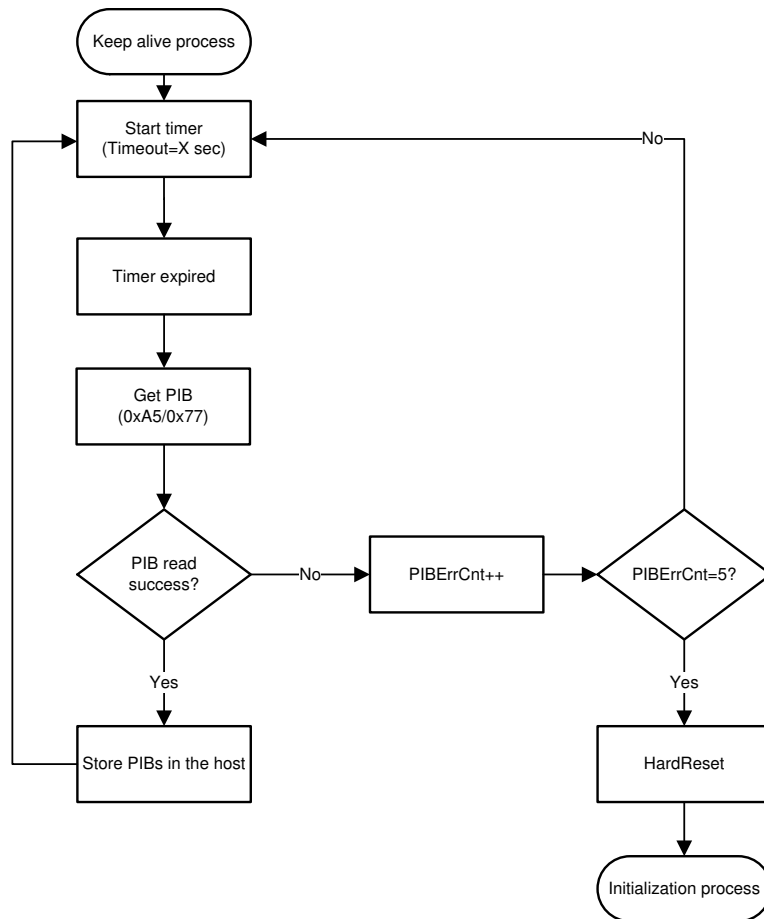 Keep alive process
Start timer
(Timeout=X sec)
No
Timer expired
Get PIB
(0xA5/0x77)
PIB read
success?
No
PIBErrCnt++
PIBErrCnt=5?
Yes
Yes
Store PIBs in the host
HardReset
Initialization process